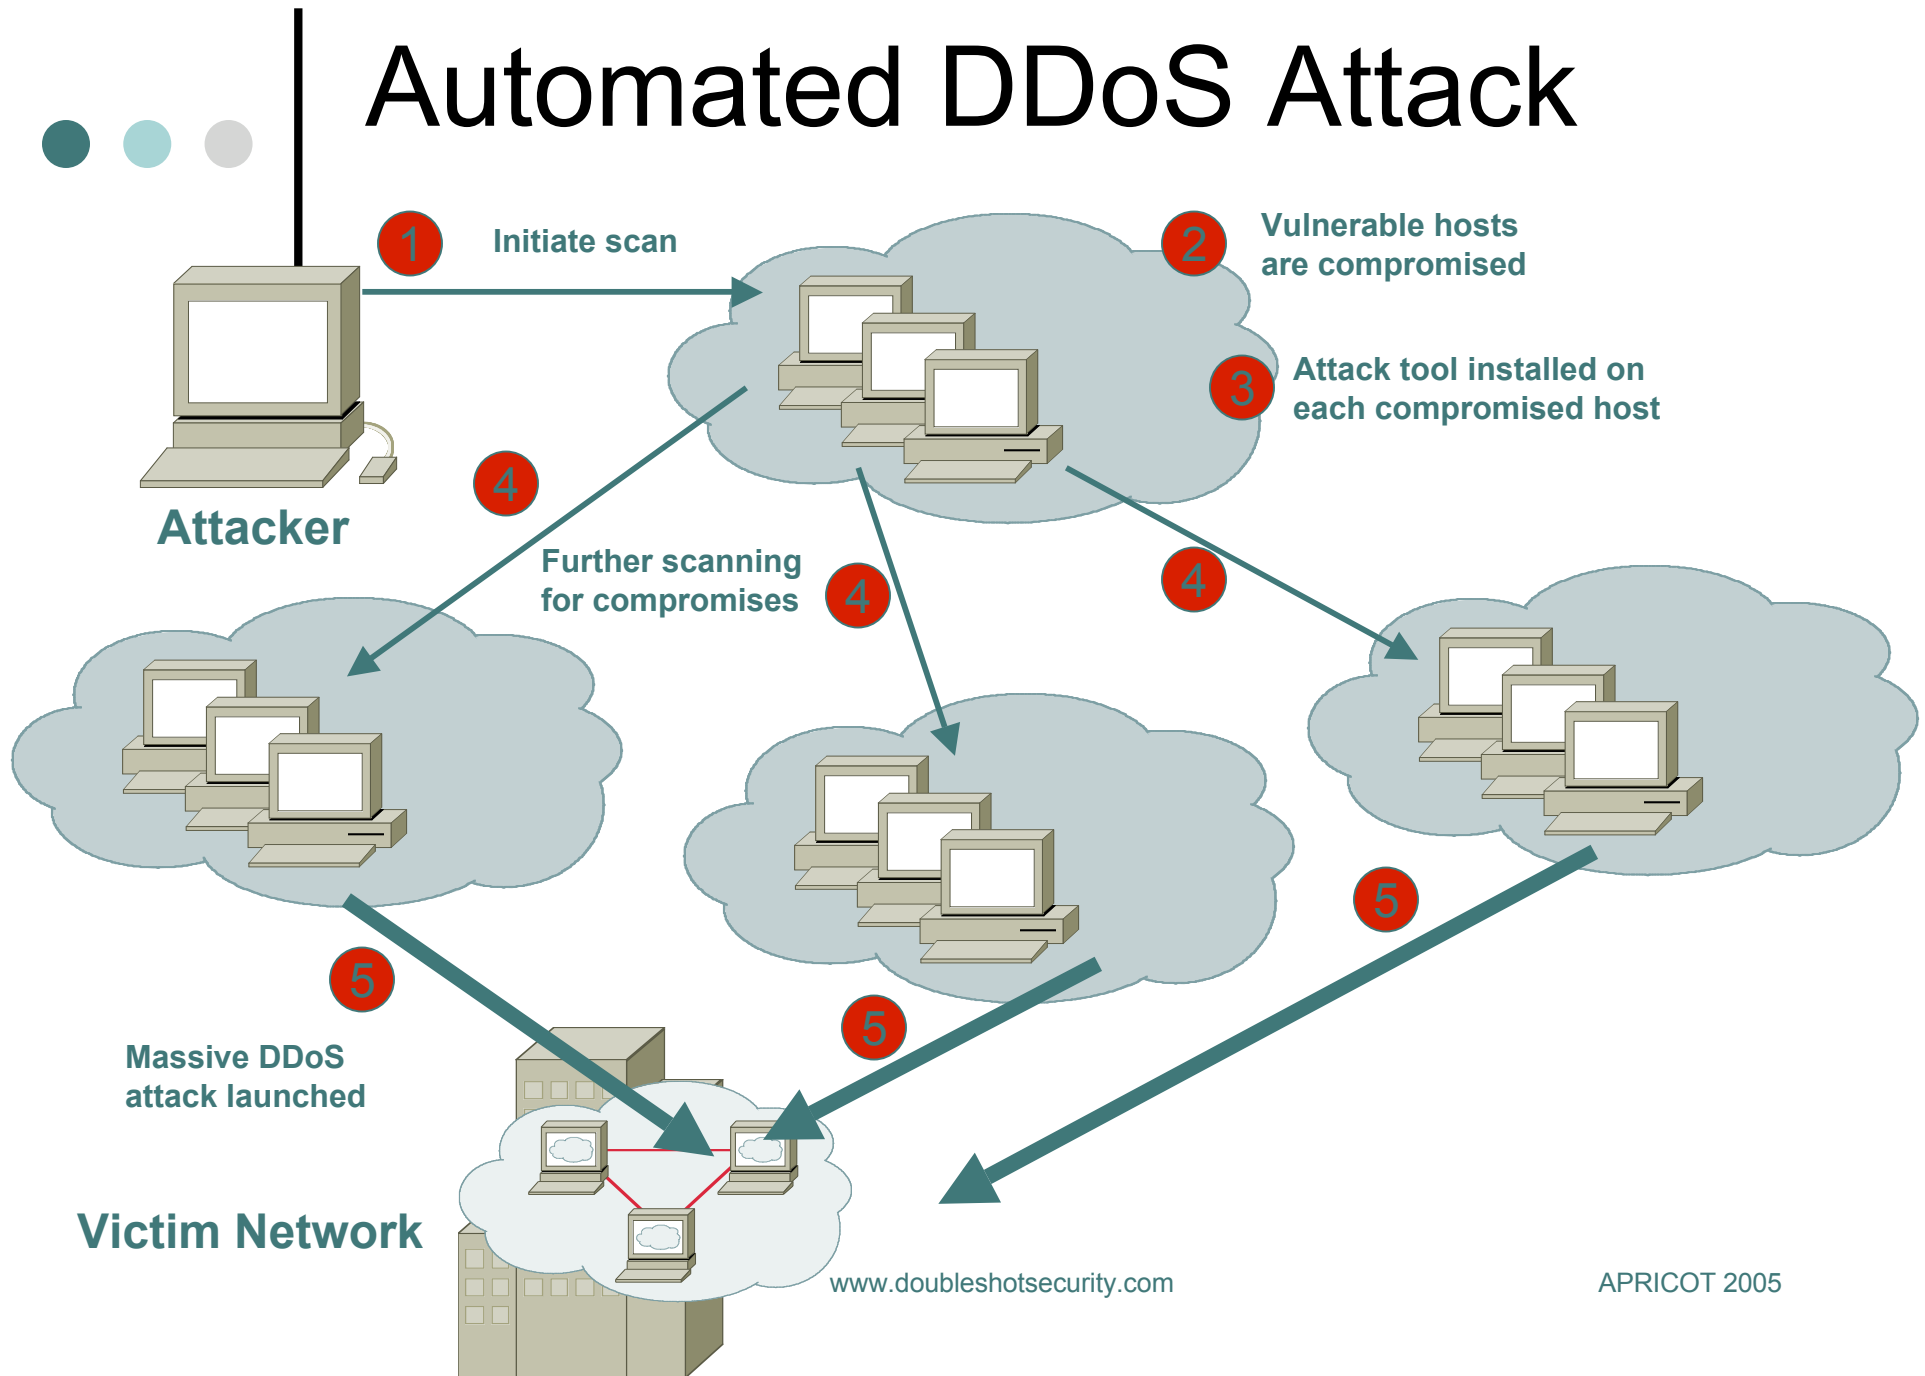 Automated DDoS Attack
1
Initiate scan
2
Vulnerable hosts
are compromised
3
Attack tool installed on
each compromised host
Attacker
4
Further scanning
for compromises
4
4
5
5
5
Massive DDoS
attack launched
Victim Network
www.doubleshotsecurity.com
APRICOT 2005